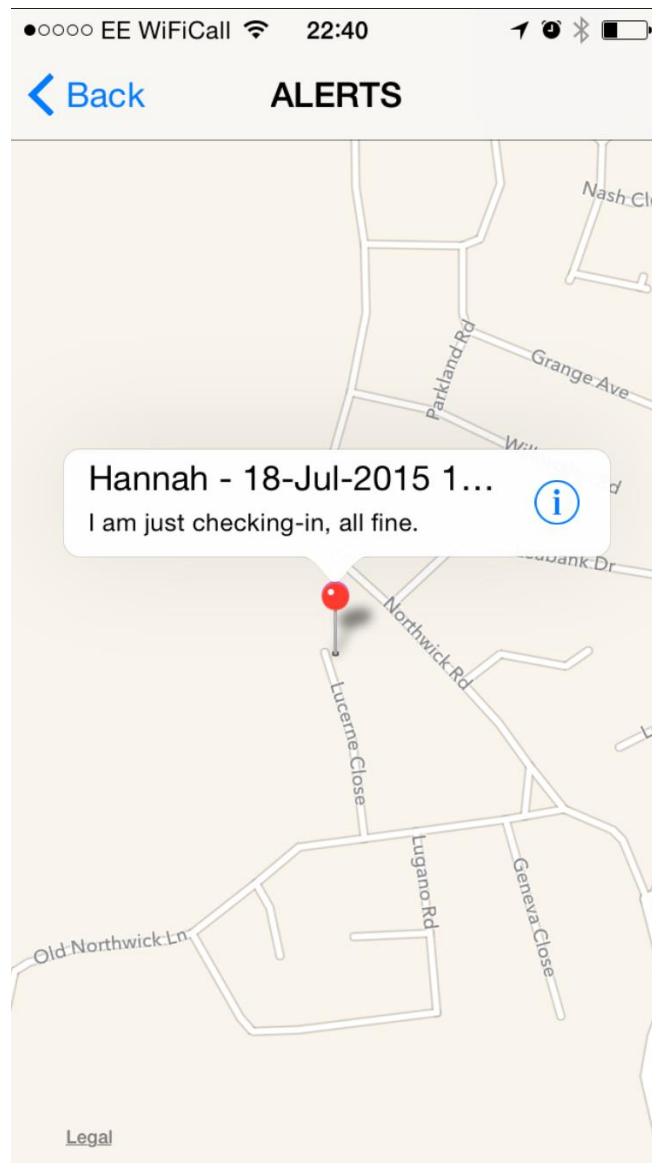 EE WiFiCall 22:40
Back ALERTS
Nash
Parkland Rd
Grange Ave
Hannah - 18-Jul-2015 1...
I am just checking-in, all fine.
i
Northwick Rd
Lucerne Close
Lugano Rd
Geneva Close
Old Northwick Ln
Legal